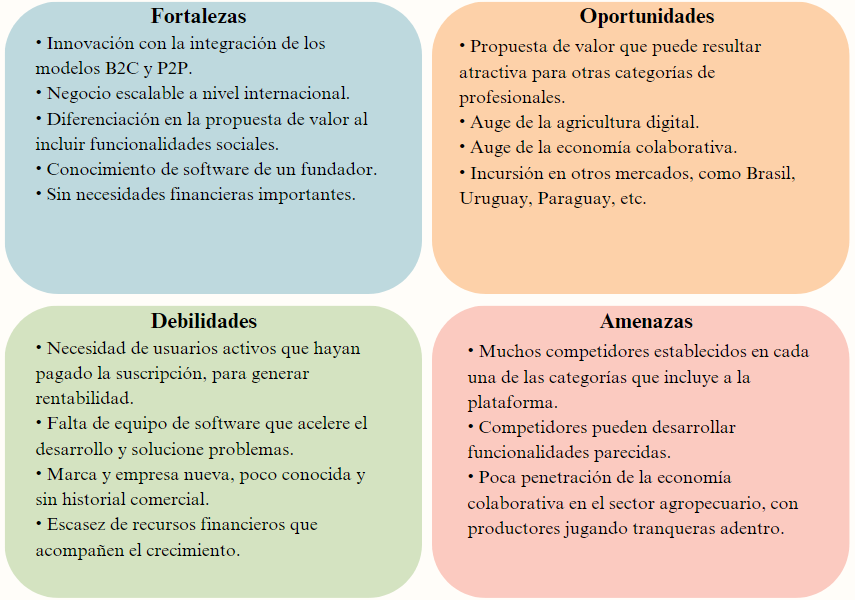 Fortalezas
• Innovación con la integración de los
modelos B2C y P2P.
• Negocio escalable a nivel internacional.
• Diferenciación en la propuesta de valor al
incluir funcionalidades sociales.
• Conocimiento de software de un fundador.
• Sin necesidades financieras importantes.
Oportunidades
• Propuesta de valor que puede resultar
atractiva para otras categorías de
profesionales.
• Auge de la agricultura digital.
• Auge de la economía colaborativa.
• Incursión en otros mercados, como Brasil,
Uruguay, Paraguay, etc.
Debilidades
• Necesidad de usuarios activos que hayan
pagado la suscripción, para generar
rentabilidad.
• Falta de equipo de software que acelere el
desarrollo y solucione problemas.
• Marca y empresa nueva, poco conocida y
sin historial comercial.
• Escasez de recursos financieros que
acompañen el crecimiento.
Amenazas
• Muchos competidores establecidos en cada
una de las categorías que incluye a la
plataforma.
• Competidores pueden desarrollar
funcionalidades parecidas.
• Poca penetración de la economía
colaborativa en el sector agropecuario, con
productores jugando tranqueras adentro.